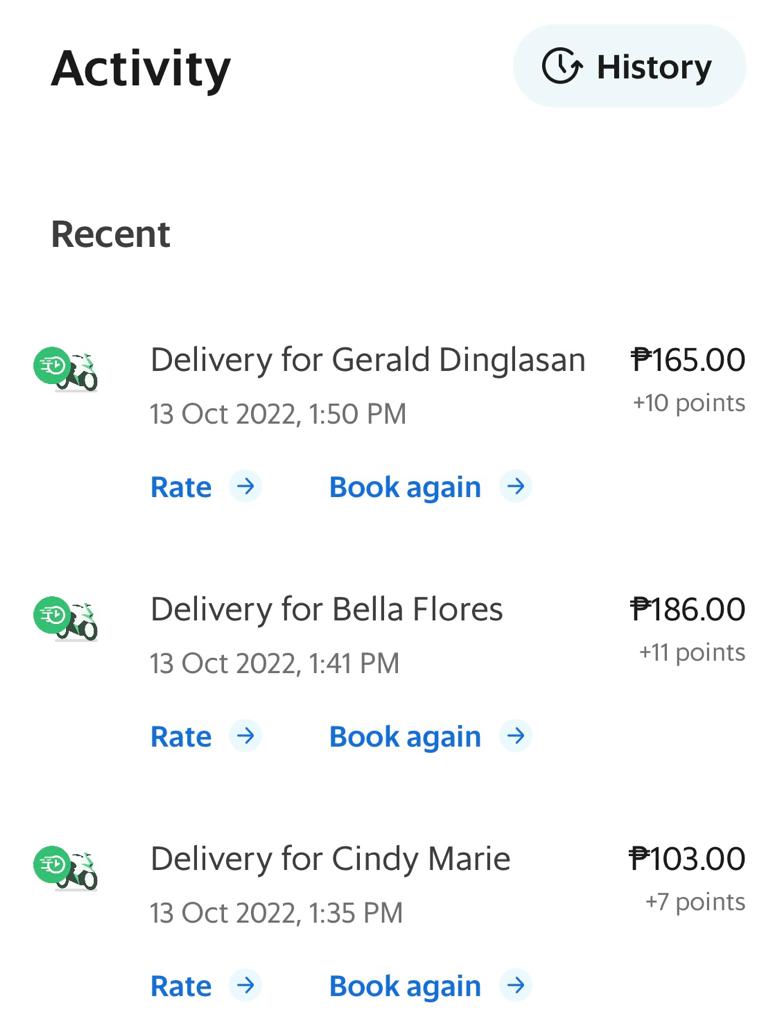 Activity
History
Recent
Delivery for Gerald Dinglasan
₱165.00
13 Oct 2022, 1:50 PM
+10 points
Rate
Book again
Delivery for Bella Flores
₱186.00
13 Oct 2022, 1:41 PM
+11 points
Rate
Book again
Delivery for Cindy Marie
₱103.00
13 Oct 2022, 1:35 PM
+7 points
Rate
Book again